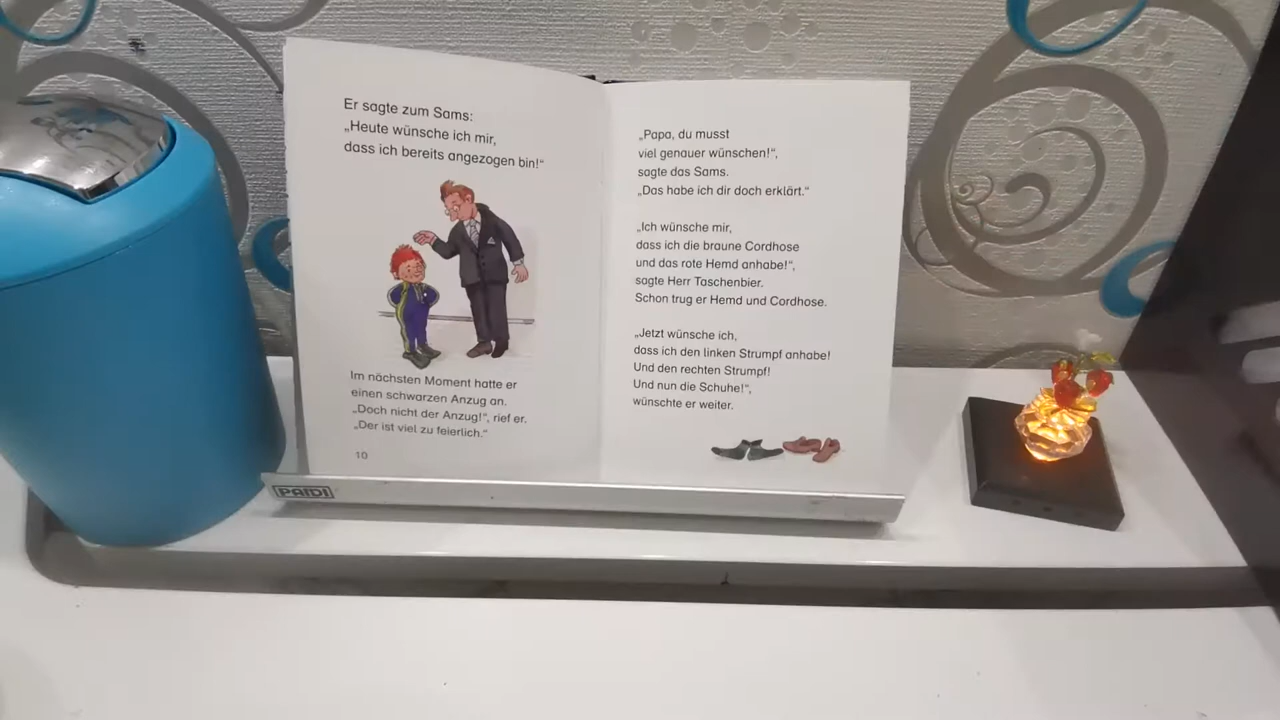 Er sagte zum Sams:
„Heute wünsche ich mir,
dass ich bereits angezogen bin!“
Im nächsten Moment hatte er
einen schwarzen Anzug an.
„Doch nicht der Anzug!“, rief er.
„Der ist viel zu feierlich.“
10
„Papa, du musst
viel genauer wünschen!“,
sagte das Sams.
„Das habe ich dir doch erklärt.“
„Ich wünsche mir,
dass ich die braune Cordhose
und das rote Hemd anhabe!“,
sagte Herr Taschenbier.
Schon trug er Hemd und Cordhose.
„Jetzt wünsche ich,
dass ich den linken Strumpf anhabe!
Und den rechten Strumpf!
Und nun die Schuhe!“,
wünschte er weiter.
PAIDI